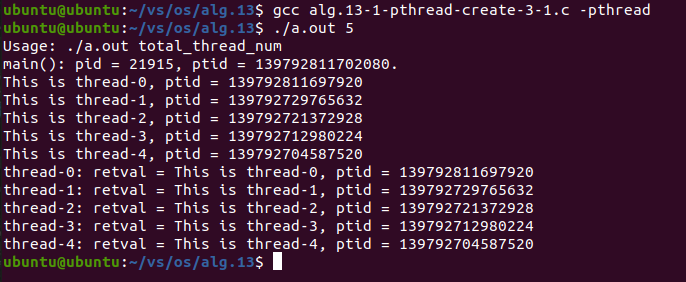 ubuntu@ubuntu:~/vs/os/alg.13$ gcc alg.13-1-pthread-create-3-1.c -pthread
ubuntu@ubuntu:~/vs/os/alg.13$ ./a.out 5
Usage: ./a.out total_thread_num
main(): pid = 21915, ptid = 139792811702080.
This is thread-0, ptid = 139792811697920
This is thread-1, ptid = 139792729765632
This is thread-2, ptid = 139792721372928
This is thread-3, ptid = 139792712980224
This is thread-4, ptid = 139792704587520
thread-0: retval = This is thread-0, ptid = 139792811697920
thread-1: retval = This is thread-1, ptid = 139792729765632
thread-2: retval = This is thread-2, ptid = 139792721372928
thread-3: retval = This is thread-3, ptid = 139792712980224
thread-4: retval = This is thread-4, ptid = 139792704587520
ubuntu@ubuntu:~/vs/os/alg.13$